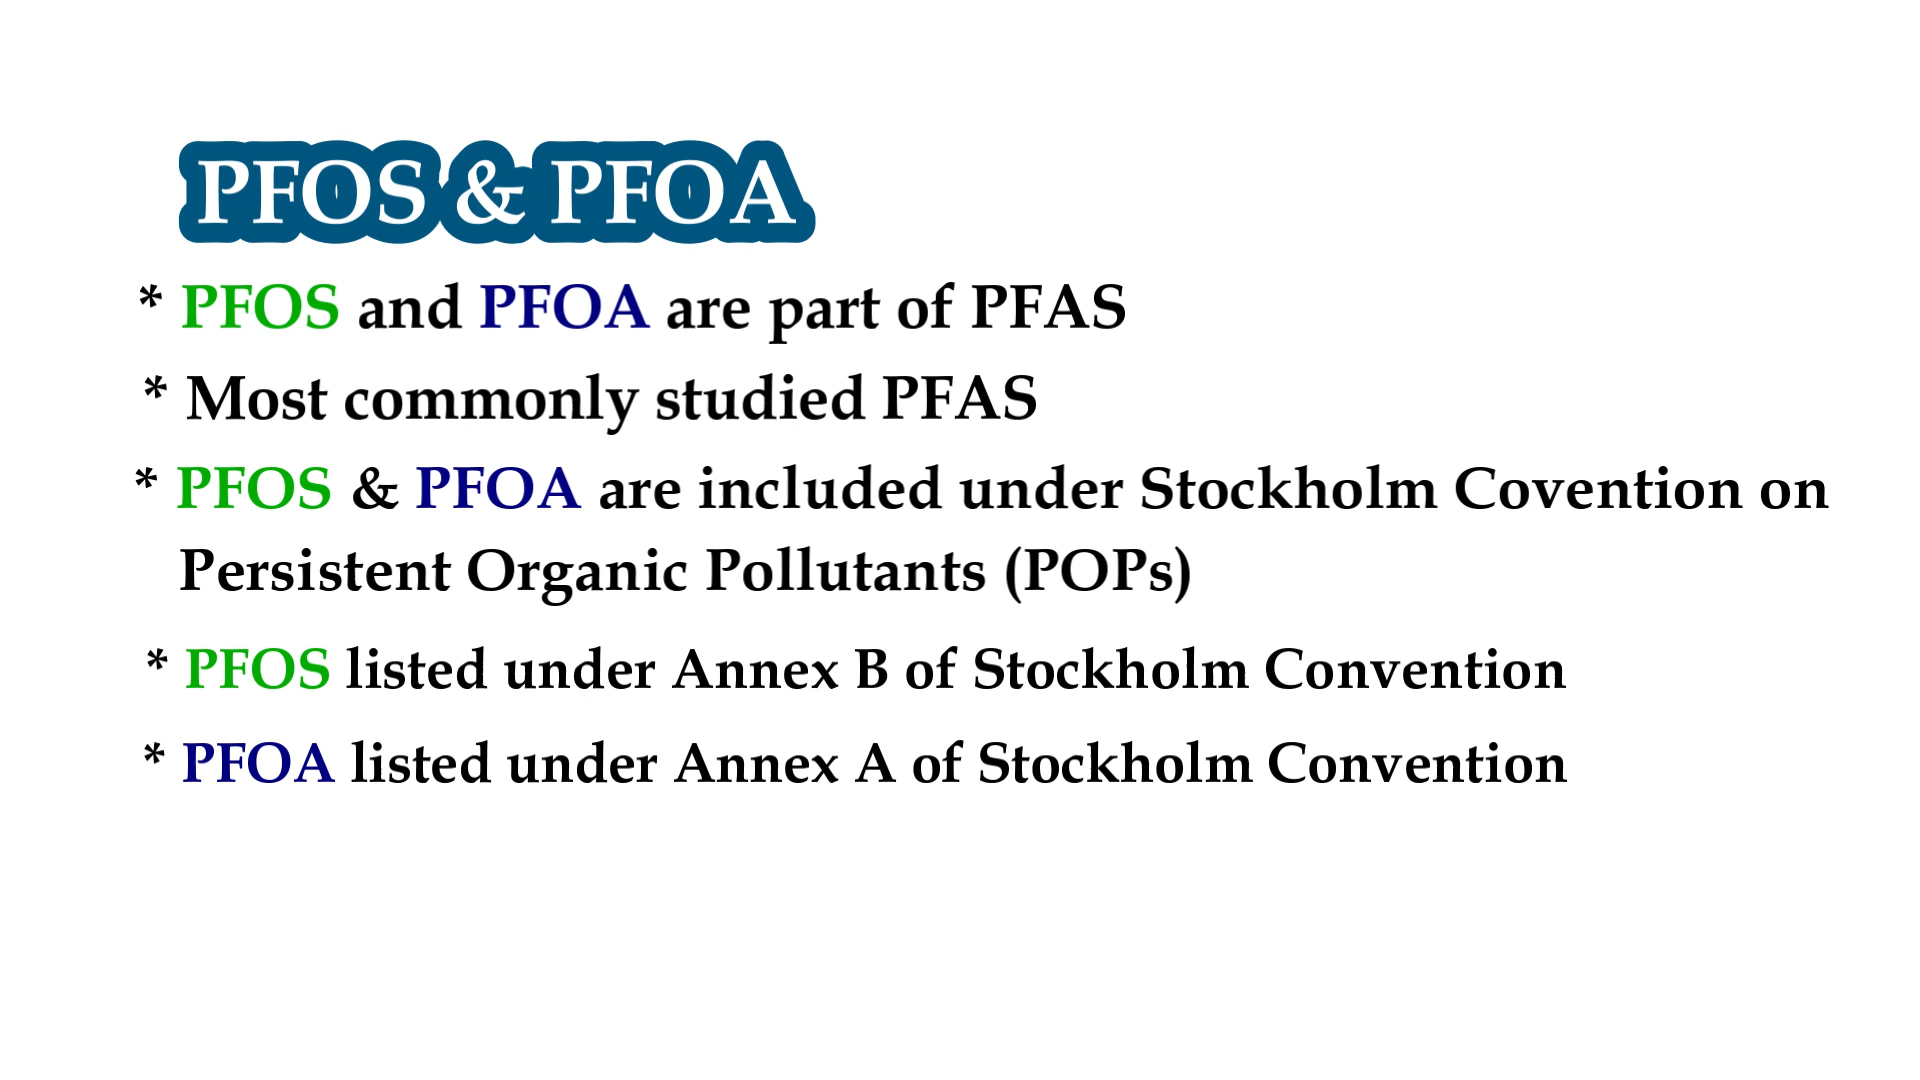 PFOS & PFOA
* PFOS and PFOA are part of PFAS
* Most commonly studied PFAS
* PFOS & PFOA are included under Stockholm Covention on
Persistent Organic Pollutants (POPs)
* PFOS listed under Annex B of Stockholm Convention
* PFOA listed under Annex A of Stockholm Convention